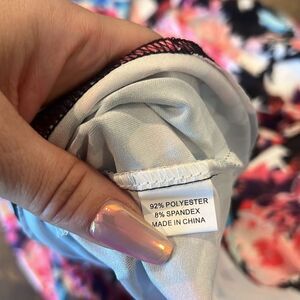 92% POLYESTER
8% SPANDEX
MADE IN CHINA